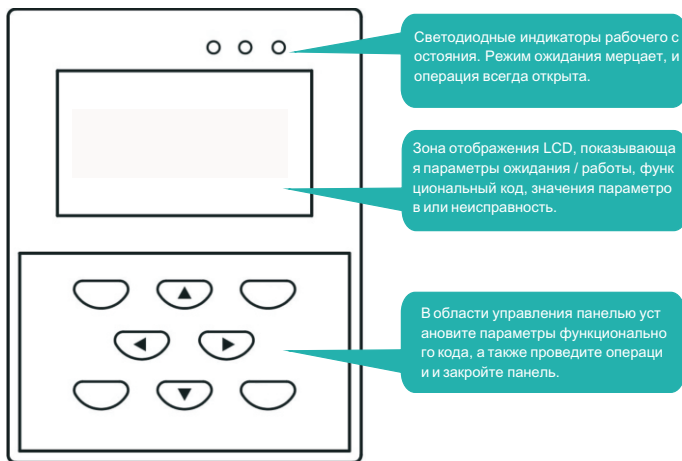 Светодиодные индикаторы рабочего с
остояния. Режим ожидания мерцает, и
операция всегда открыта.
Зона отображения LCD, показывающа
я параметры ожидания / работы, функ
циональный код, значения параметро
в или неисправность.
В области управления панелью уст
ановите параметры функционально
го кода, а также проведите операци
и и закройте панель.